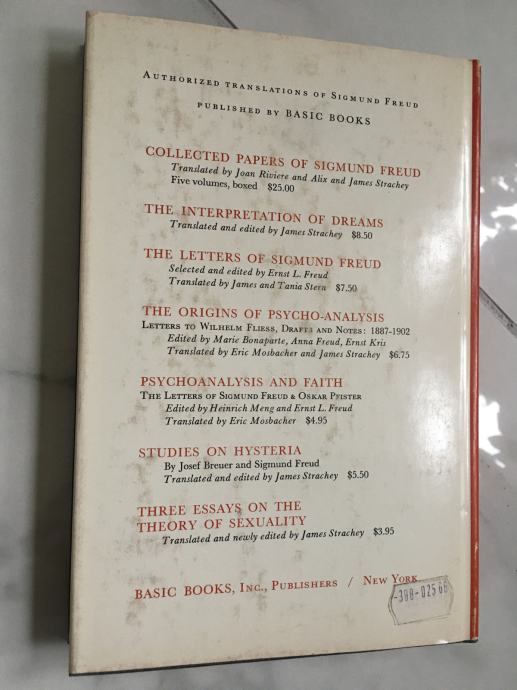 AUTHORIZED TRANSLATIONS OF SIGMUND FREUD
PUBLISHED BY BASIC BOOKS
COLLECTED PAPERS OF SIGMUND FREUD
Translated by Joan Riviere and Alix and James Strachey
Five volumes, boxed $25.00
THE INTERPRETATION OF DREAMS
Translated and edited by James Strachey $8.50
THE LETTERS OF SIGMUND FREUD
Selected and edited by Ernst L. Freud
Translated by James and Tania Stern $7.50
THE ORIGINS OF PSYCHO-ANALYSIS
LETTERS TO WILHELM FLIESS, DRAFTS AND NOTES: 1887-1902
Edited by Marie Bonaparte, Anna Freud, Ernst Kris
Translated by Eric Mosbacher and James Strachey $6.75
PSYCHOANALYSIS AND FAITH
THE LETTERS OF SIGMUND FREUD & OSKAR PFISTER
Edited by Heinrich Meng and Ernst L. Freud
Translated by Eric Mosbacher $4.95
STUDIES ON HYSTERIA
By Josef Breuer and Sigmund Freud
Translated and edited by James Strachey $5.50
THREE ESSAYS ON THE
THEORY OF SEXUALITY
Translated and newly edited by James Strachey $3.95
BASIC BOOKS, INC., PUBLISHERS / NEW YORK